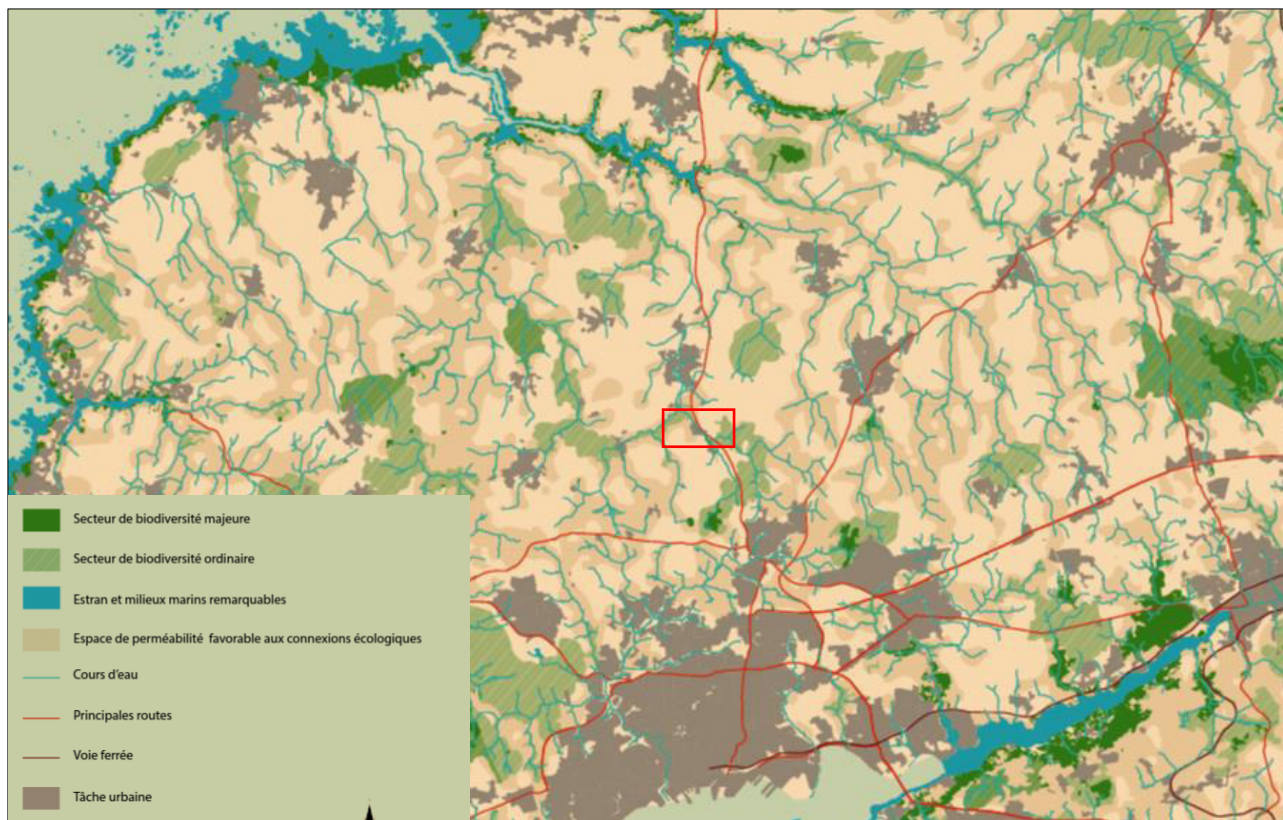 Secteur de biodiversité majeure
Secteur de biodiversité ordinaire
Estran et milieux marins remarquables
Espace de perméabilité favorable aux connexions écologiques
Cours d'eau
Principales routes
Voie ferrée
Tâche urbaine